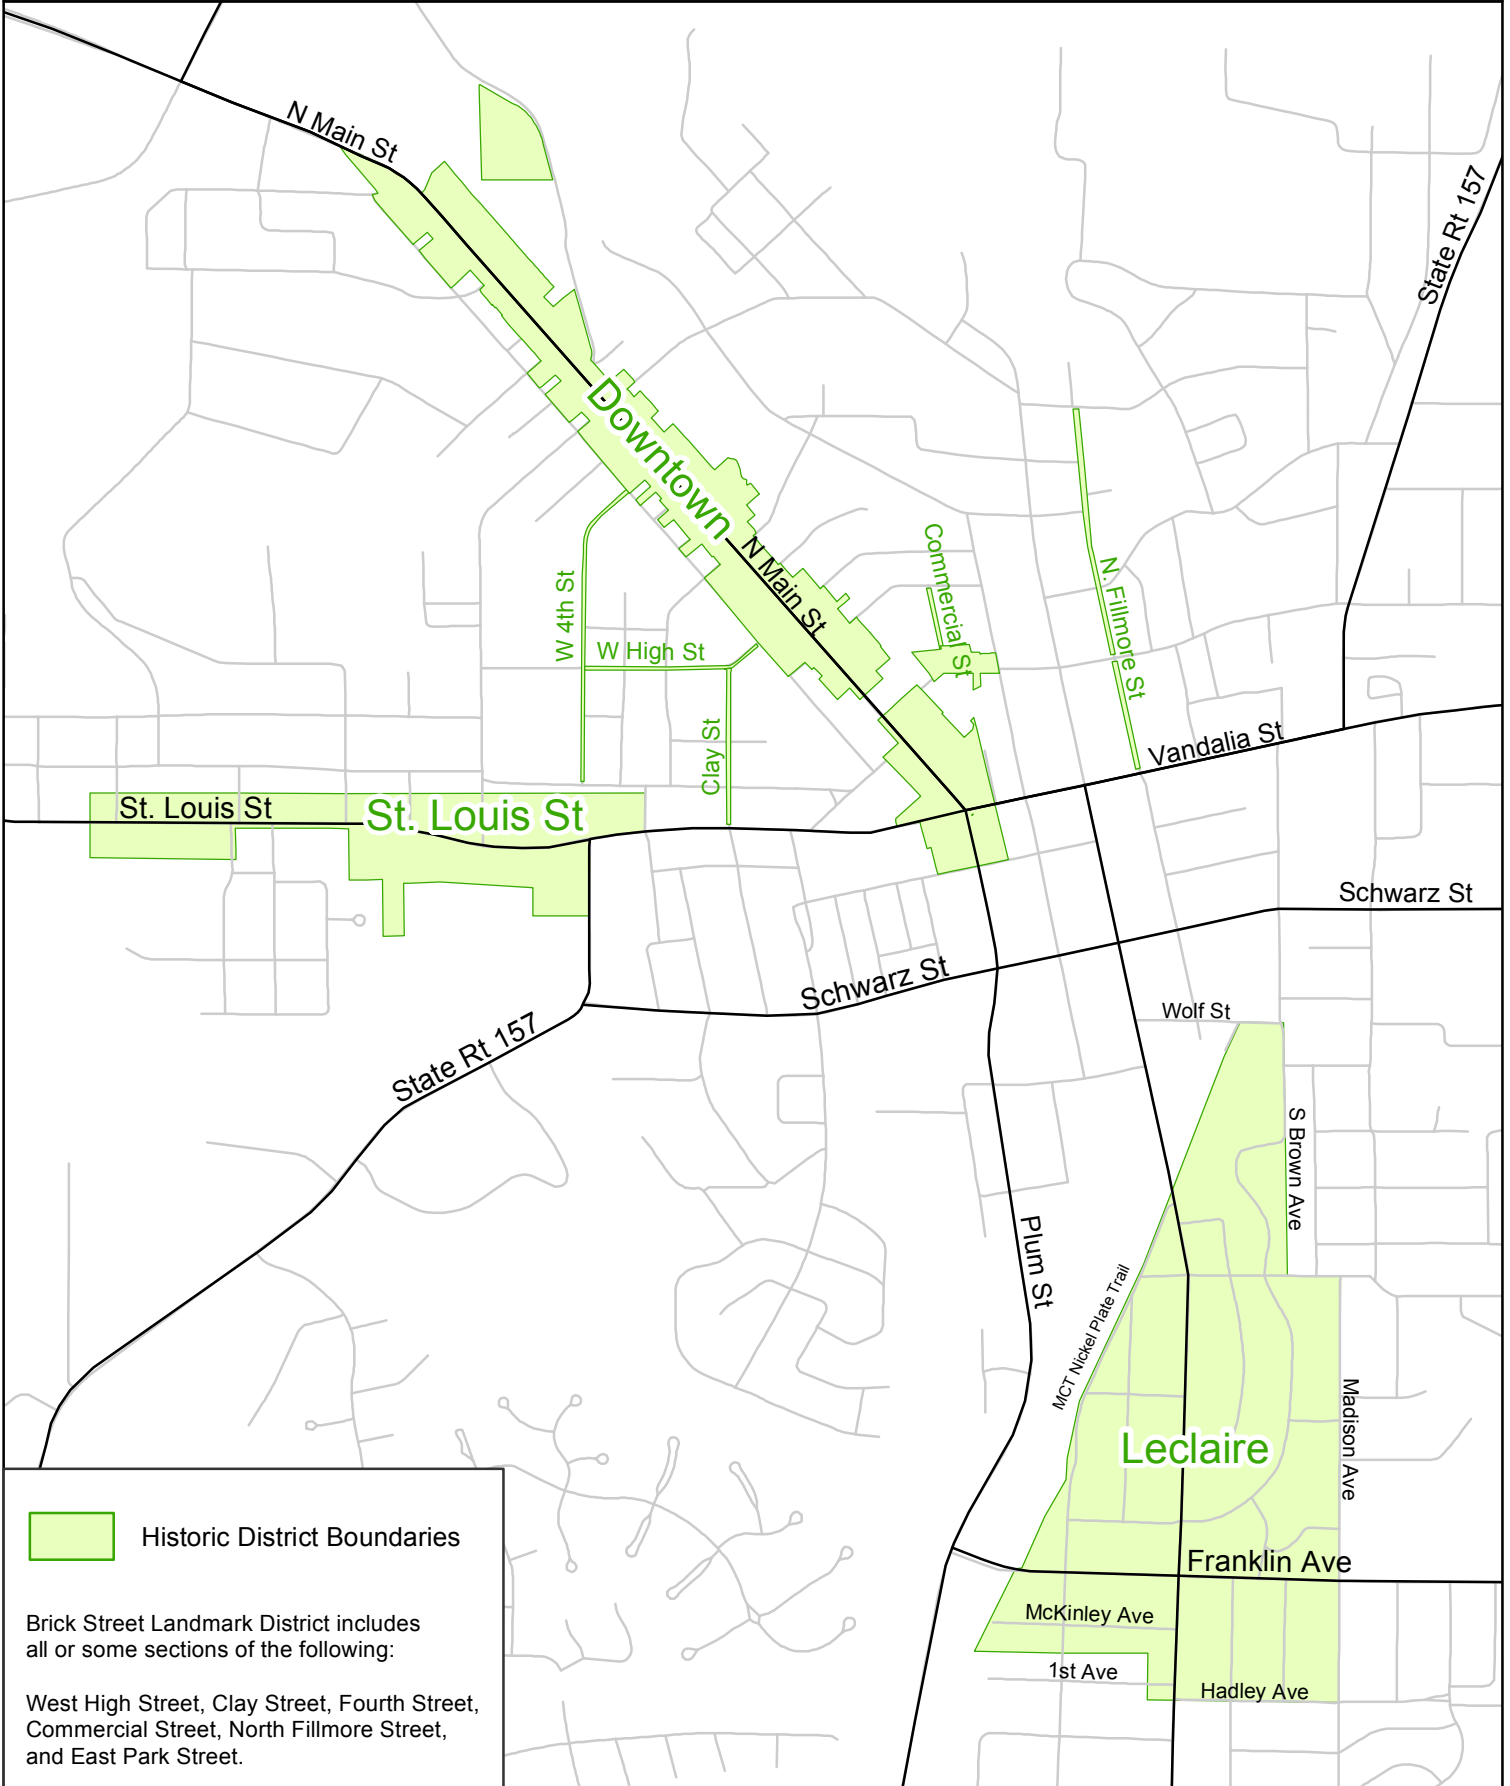 N Main St
State Rt 157
Downtown
N Main St
Commercial St
N. Fillmore St
W 4th St
W High St
Clay St
Vandalia St
St. Louis St
St. Louis St
Schwarz St
Schwarz St
Wolf St
State Rt 157
S Brown Ave
Plum St
MCT Nickel Plate Trail
Madison Ave
Leclaire
Franklin Ave
McKinley Ave
1st Ave
Hadley Ave
Historic District Boundaries
Brick Street Landmark District includes
all or some sections of the following:
West High Street, Clay Street, Fourth Street,
Commercial Street, North Fillmore Street,
and East Park Street.